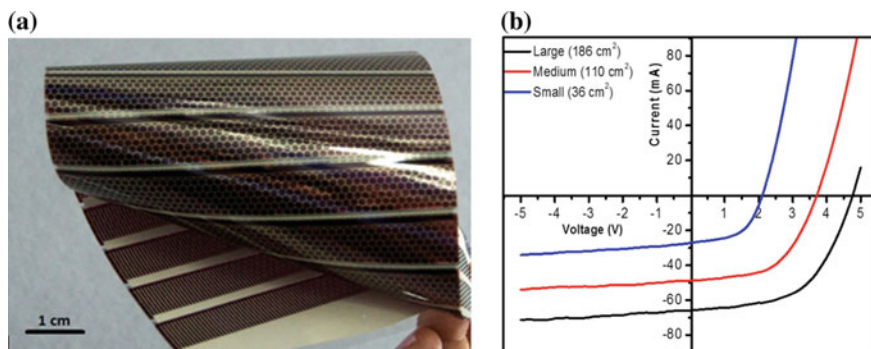 (a)
1 cm
(b)
Large (186 cm²)
Medium (110 cm²)
Small (36 cm²)
Current (mA)
80
60
40
20
-20
-40
-60
-80
-5 -4 -3 -2 -1 0 1 2 3 4 5
Voltage (V)